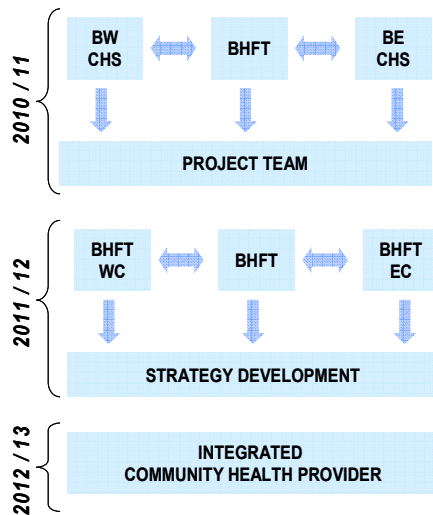 2010 / 11
BW
CHS
BHFT
BE
CHS
PROJECT TEAM
2011 / 12
BHFT
WC
BHFT
BHFT
EC
STRATEGY DEVELOPMENT
2012 / 13
INTEGRATED
COMMUNITY HEALTH PROVIDER